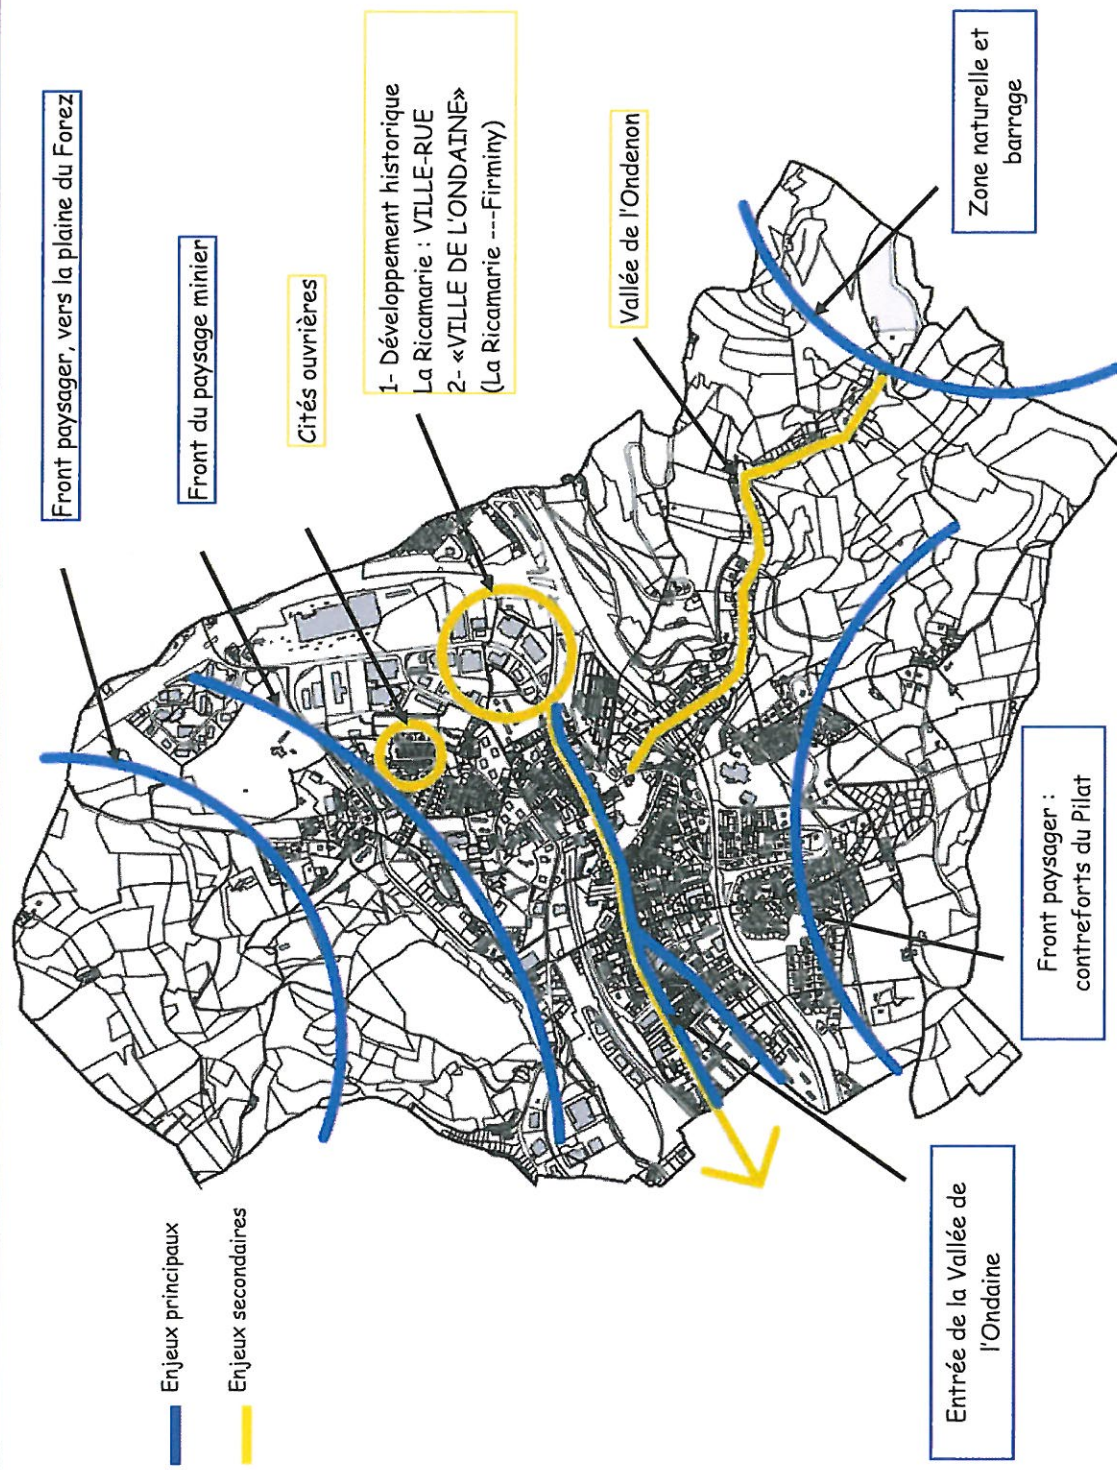 Front paysager, vers la plaine du Forez
Front du paysage minier
Cités ouvrières
1- Développement historique
La Ricamarie : VILLE-RUE
2- «VILLE DE L'ONDAINE»
(La Ricamarie ---Firminy)
Vallée de l'Ondenon
Zone naturelle et
barrage
Enjeux principaux
Enjeux secondaires
Entrée de la Vallée de
l'Ondaine
Front paysager :
contreforts du Pilat